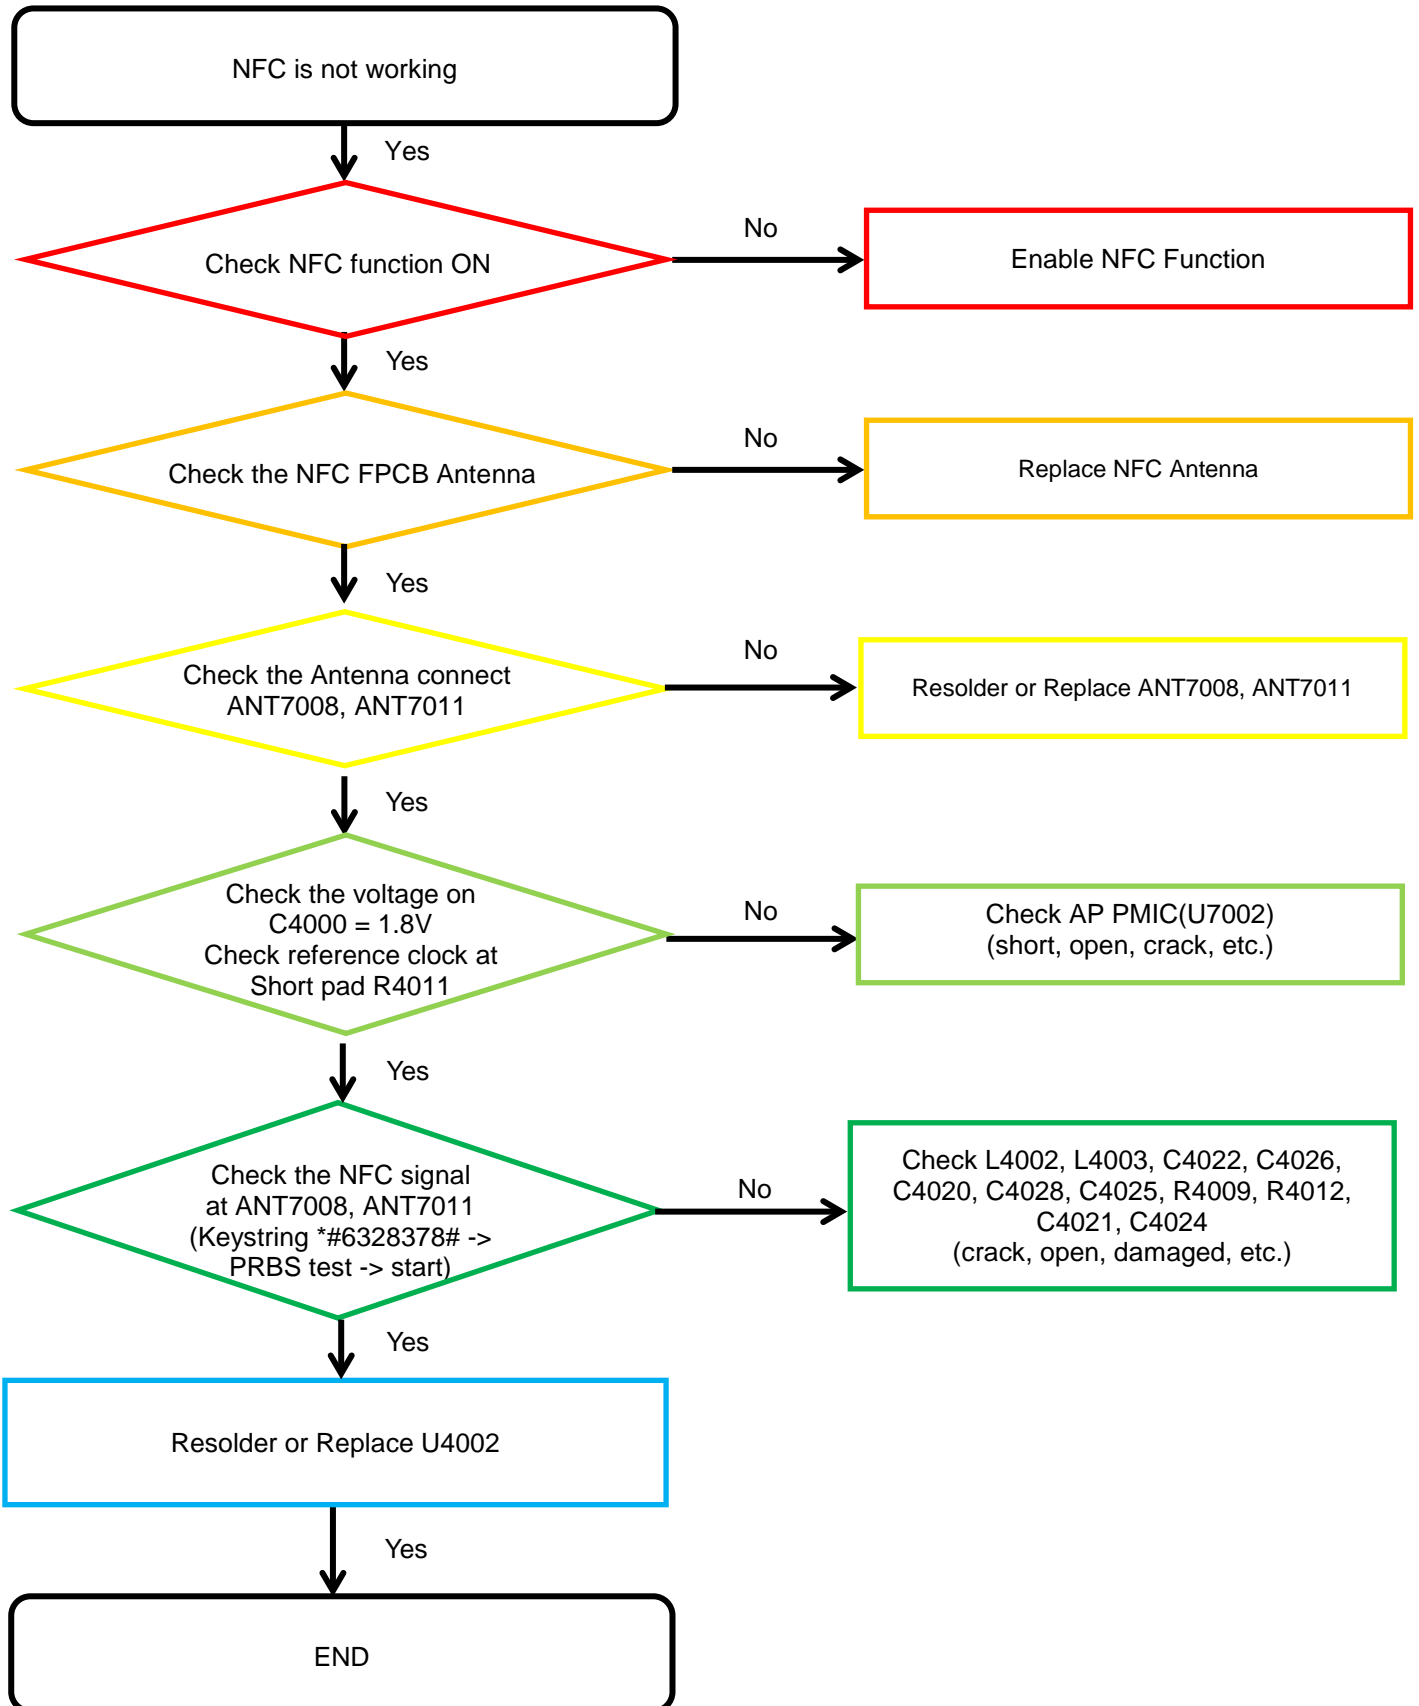 NFC is not working
Yes
Check NFC function ON
No
Enable NFC Function
Yes
Check the NFC FPCB Antenna
No
Replace NFC Antenna
Yes
Check the Antenna connect
ANT7008, ANT7011
No
Resolder or Replace ANT7008, ANT7011
Yes
Check the voltage on
C4000 = 1.8V
Check reference clock at
Short pad R4011
No
Check AP PMIC(U7002)
(short, open, crack, etc.)
Yes
Check the NFC signal
at ANT7008, ANT7011
(Keystring *#6328378# ->
PRBS test -> start)
No
Check L4002, L4003, C4022, C4026,
C4020, C4028, C4025, R4009, R4012,
C4021, C4024
(crack, open, damaged, etc.)
Yes
Resolder or Replace U4002
Yes
END